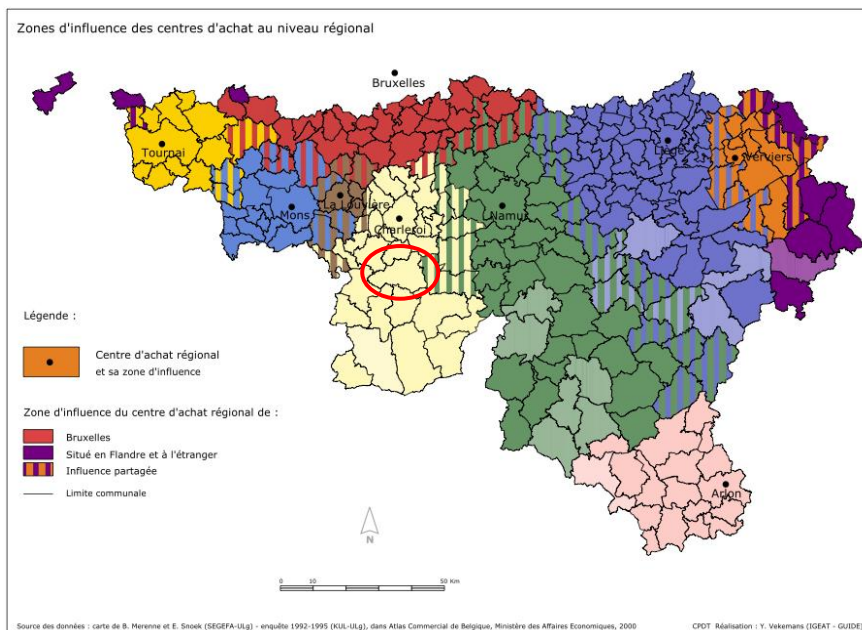 Zones d'influence des centres d'achat au niveau régional
Bruxelles
Tournai
Liège
Verviers
La Louvière
Mons
Namur
Charleroi
Légende :
Centre d'achat régional
et sa zone d'influence
Zone d'influence du centre d'achat régional de :
Bruxelles
Situé en Flandre et à l'étranger
Influence partagée
Limite communale
Arlon
N
0 10 50 Km
Source des données : carte de B. Merenne et E. Snoek (SEGEFA-ULg) - enquête 1992-1995 (KUL-ULg), dans Atlas Commercial de Belgique, Ministère des Affaires Economiques, 2000
CPDT Réalisation : Y. Vekemans (IGEAT - GUIDE)